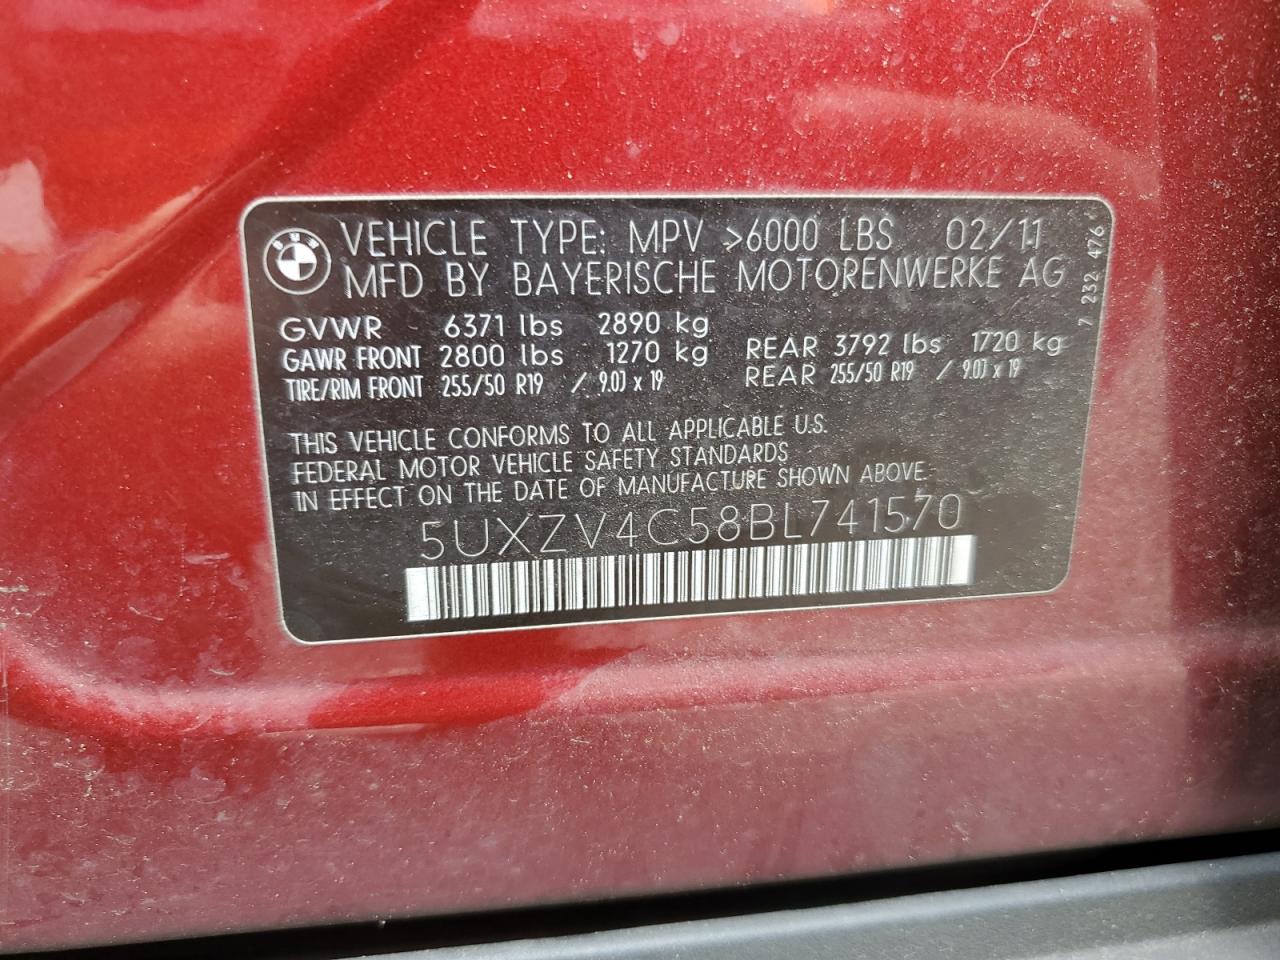 VEHICLE TYPE: MPV >6000 LBS 02/11
MFD BY BAYERISCHE MOTORENWERKE AG
GVWR 6371 lbs 2890 kg
GAWR FRONT 2800 lbs 1270 kg REAR 3792 lbs 1720 kg
TIRE/RIM FRONT 255/50 R19 / 9.0J x 19 REAR 255/50 R19 / 9.0J x 19
THIS VEHICLE CONFORMS TO ALL APPLICABLE U.S.
FEDERAL MOTOR VEHICLE SAFETY STANDARDS
IN EFFECT ON THE DATE OF MANUFACTURE SHOWN ABOVE.
5UXZV4C58BL741570
7 232 476